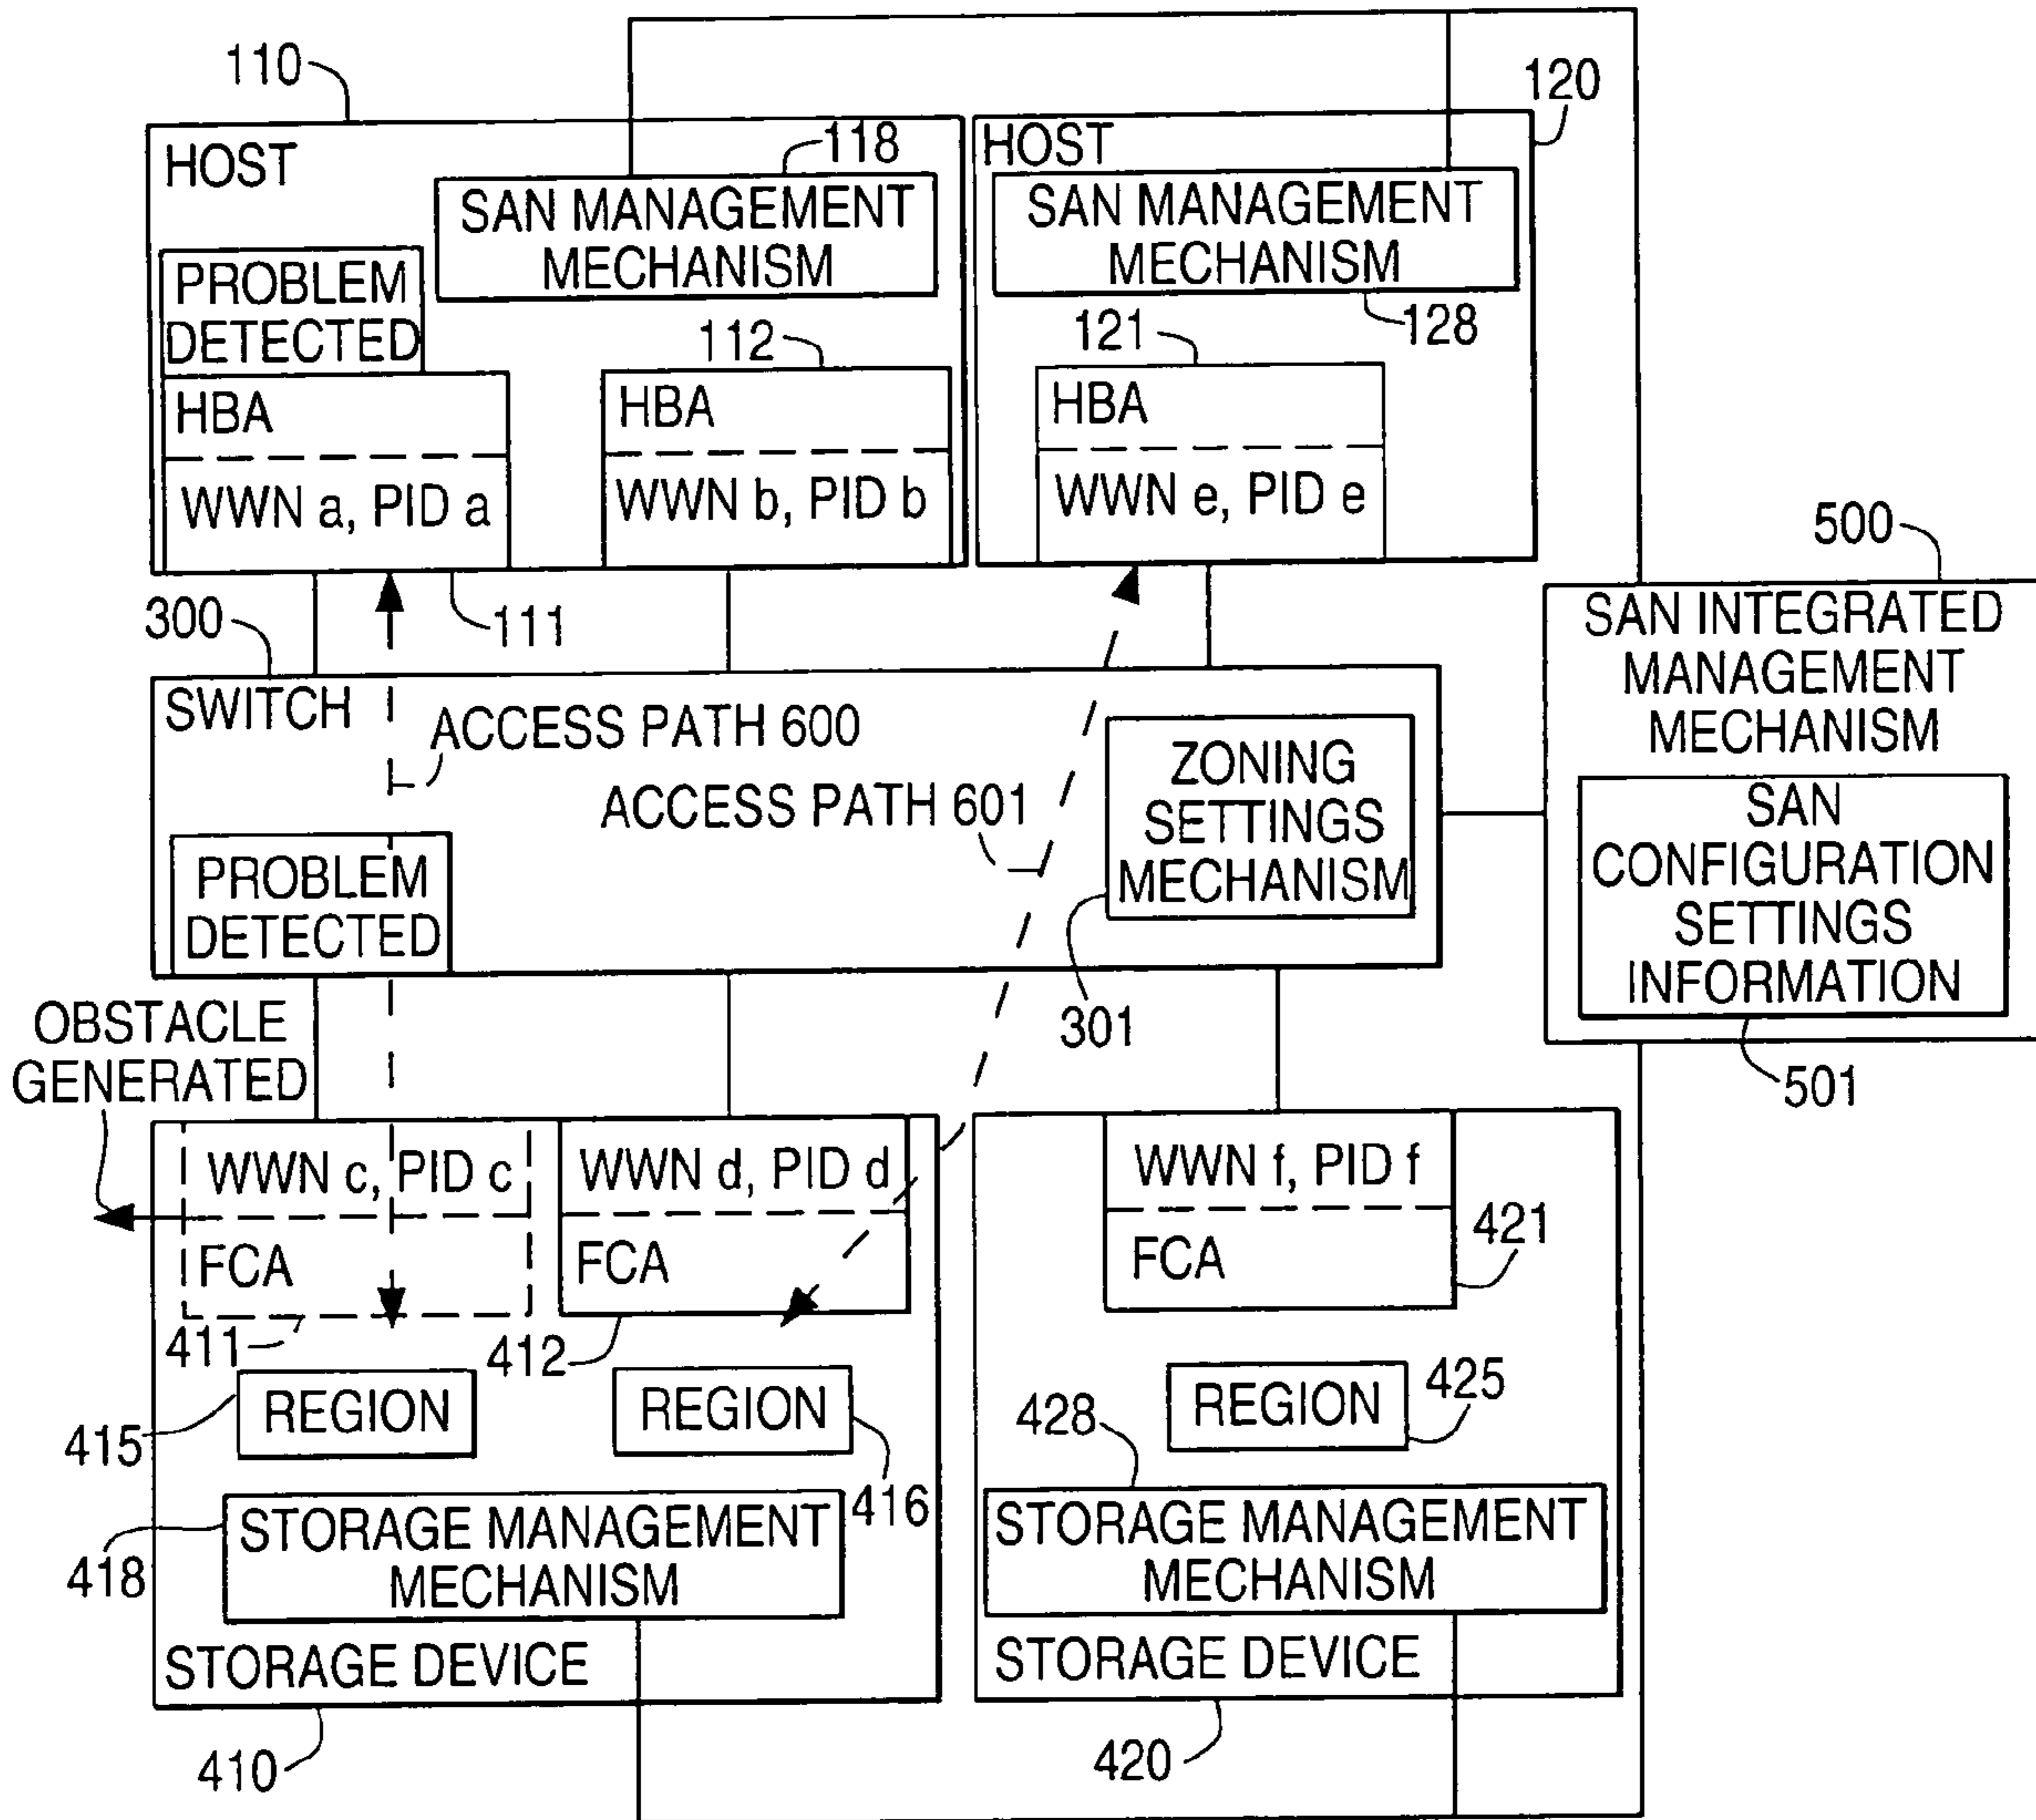 110
120
HOST
118
HOST
SAN MANAGEMENT
MECHANISM
SAN MANAGEMENT
MECHANISM
PROBLEM
DETECTED
112
121
128
HBA
WWN a, PID a
HBA
WWN b, PID b
HBA
WWN e, PID e
500
300
111
SAN INTEGRATED
MANAGEMENT
MECHANISM
SWITCH
ACCESS PATH 600
ACCESS PATH 601
ZONING
SETTINGS
MECHANISM
SAN
CONFIGURATION
SETTINGS
INFORMATION
PROBLEM
DETECTED
301
501
OBSTACLE
GENERATED
WWN c, PID c
FCA
WWN d, PID d
FCA
WWN f, PID f
FCA
421
411
412
REGION
REGION
REGION
425
415
416
428
STORAGE MANAGEMENT
MECHANISM
STORAGE MANAGEMENT
MECHANISM
418
STORAGE DEVICE
STORAGE DEVICE
410
420